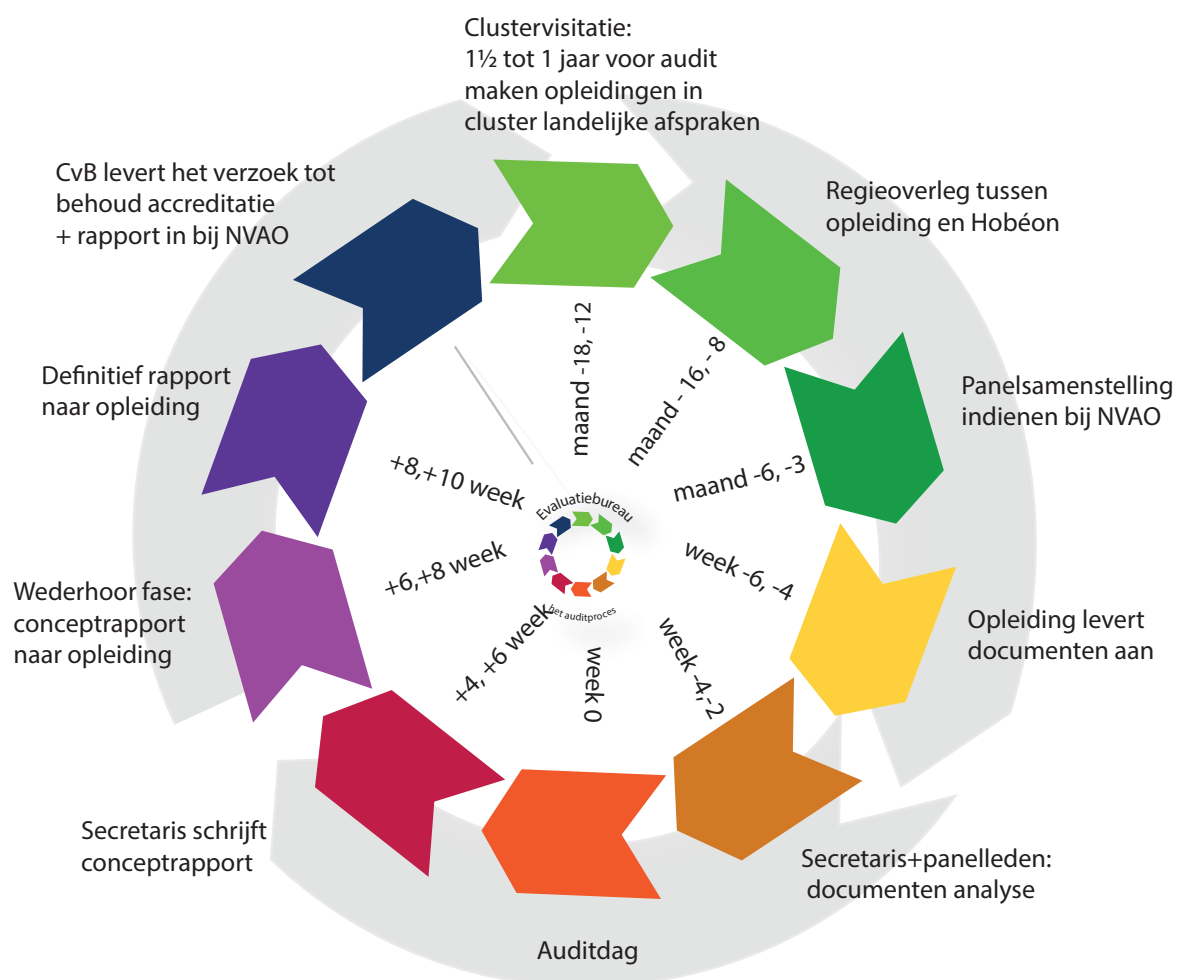 Clustervisitatie:
1½ tot 1 jaar voor audit
maken opleidingen in
cluster landelijke afspraken
Regieoverleg tussen
opleiding en Hobéon
Panelsamenstelling
indienen bij NVAO
Opleiding levert
documenten aan
Secretaris+panelleden:
documenten analyse
Auditdag
Secretaris schrijft
conceptrapport
Wederhoor fase:
conceptrapport
naar opleiding
Definitief rapport
naar opleiding
CvB levert het verzoek tot
behoud accreditatie
+ rapport in bij NVAO
maand -18, -12
maand - 16, - 8
maand -6, -3
week -6, -4
week -4,-2
week 0
+4, +6 week
+6,+8 week
+8,+10 week
Evaluatiebureau
het auditproces